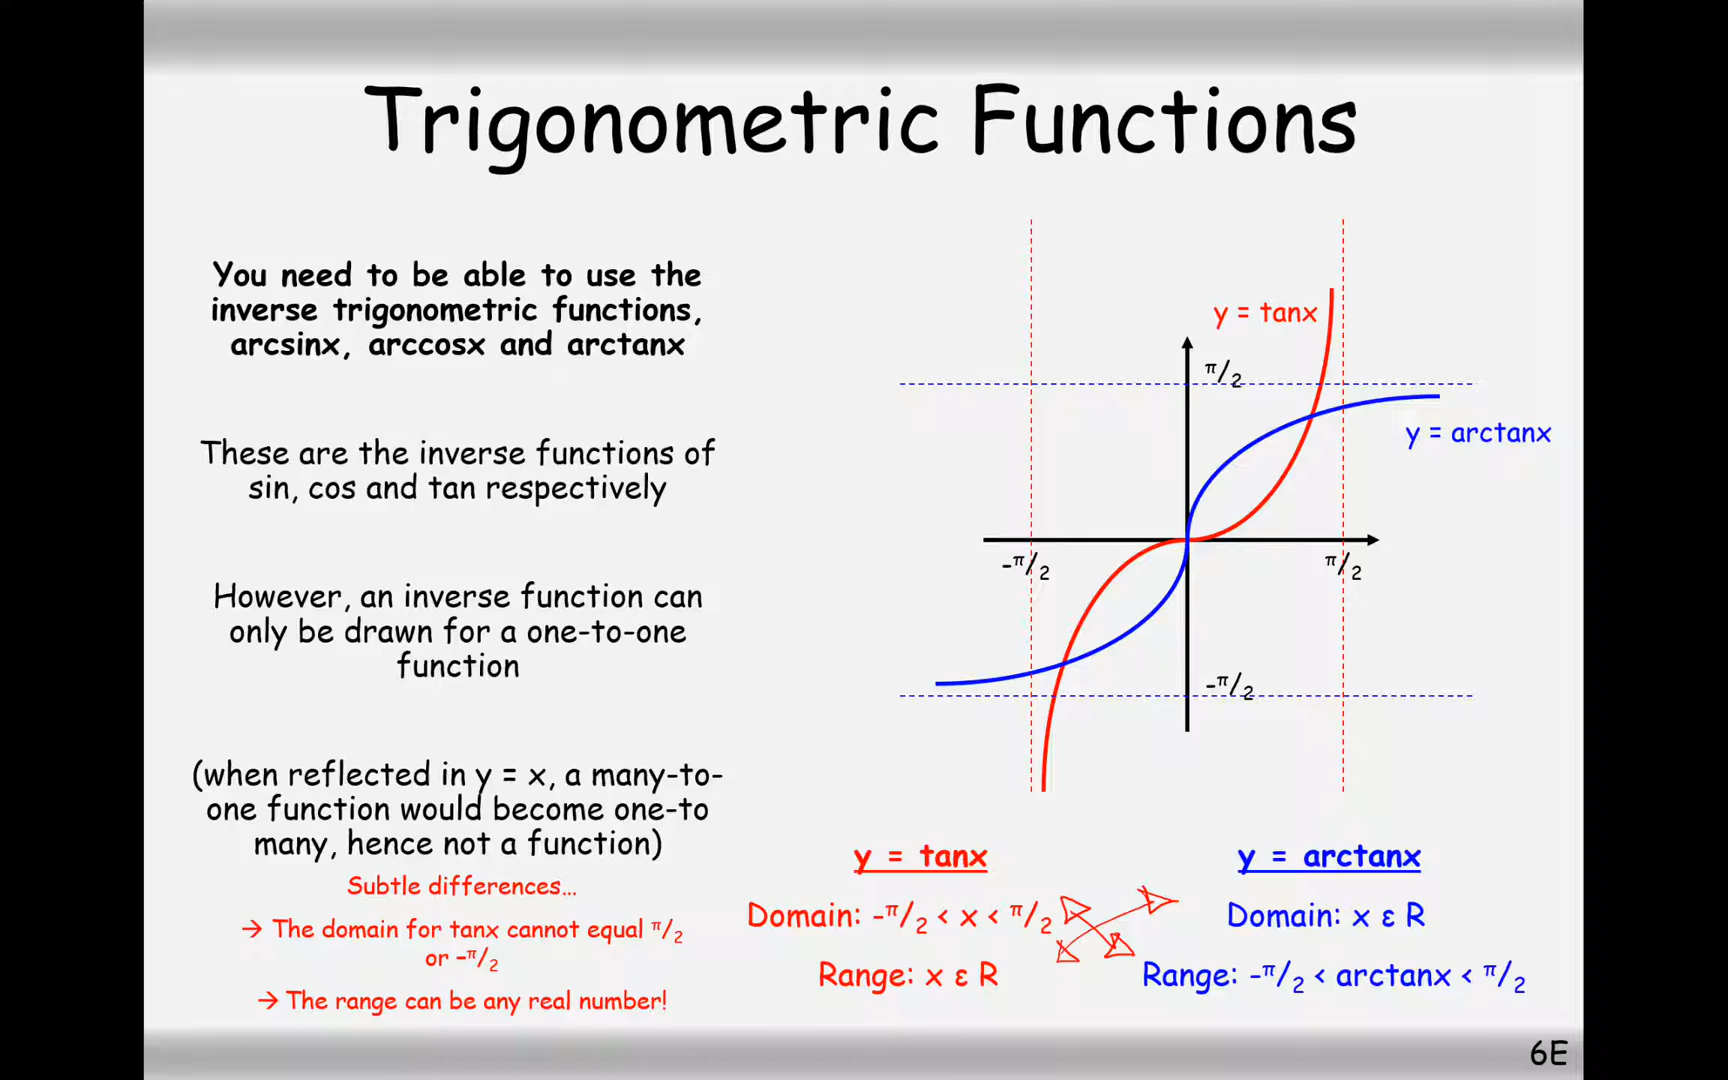 Trigonometric Functions
You need to be able to use the
inverse trigonometric functions,
arcsinx, arccosx and arctanx
These are the inverse functions of
sin, cos and tan respectively
However, an inverse function can
only be drawn for a one-to-one
function
(when reflected in y = x, a many-to-
one function would become one-to
many, hence not a function)
Subtle differences…
→ The domain for tanx cannot equal π/2
or –π/2
→ The range can be any real number!
y = tanx
π/2
y = arctanx
-π/2
π/2
-π/2
y = tanx
Domain: -π/2 < x < π/2
Range: x ε R
y = arctanx
Domain: x ε R
Range: -π/2 < arctanx < π/2
6E